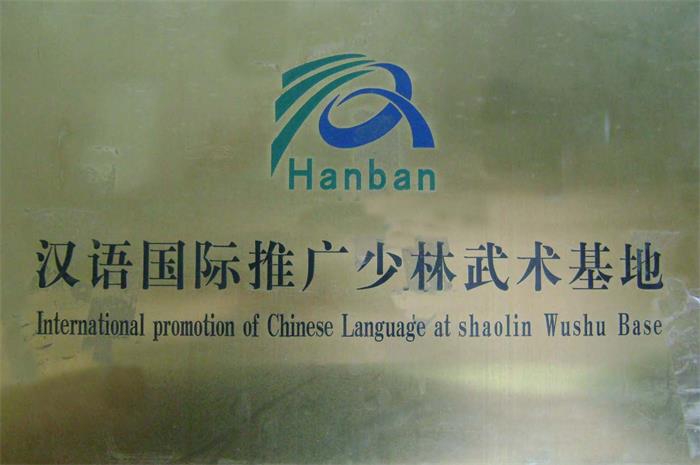 Hanban
汉语国际推广少林武术基地
International promotion of Chinese Language at shaolin Wushu Base